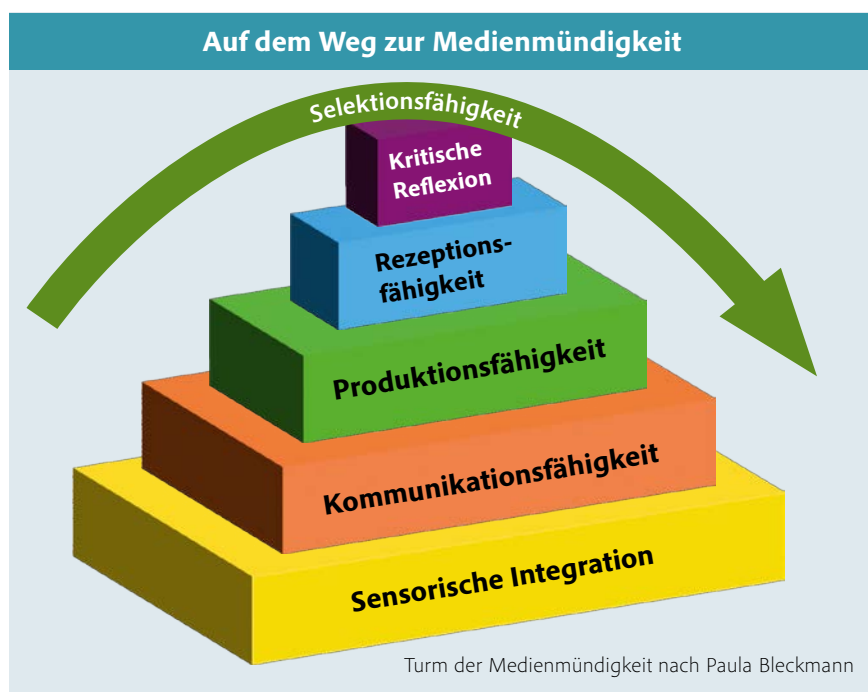 Auf dem Weg zur Medienmündigkeit
Selektionsfähigkeit
Kritische
Reflexion
Rezeptions-
fähigkeit
Produktionsfähigkeit
Kommunikationsfähigkeit
Sensorische Integration
Turm der Medienmündigkeit nach Paula Bleckmann